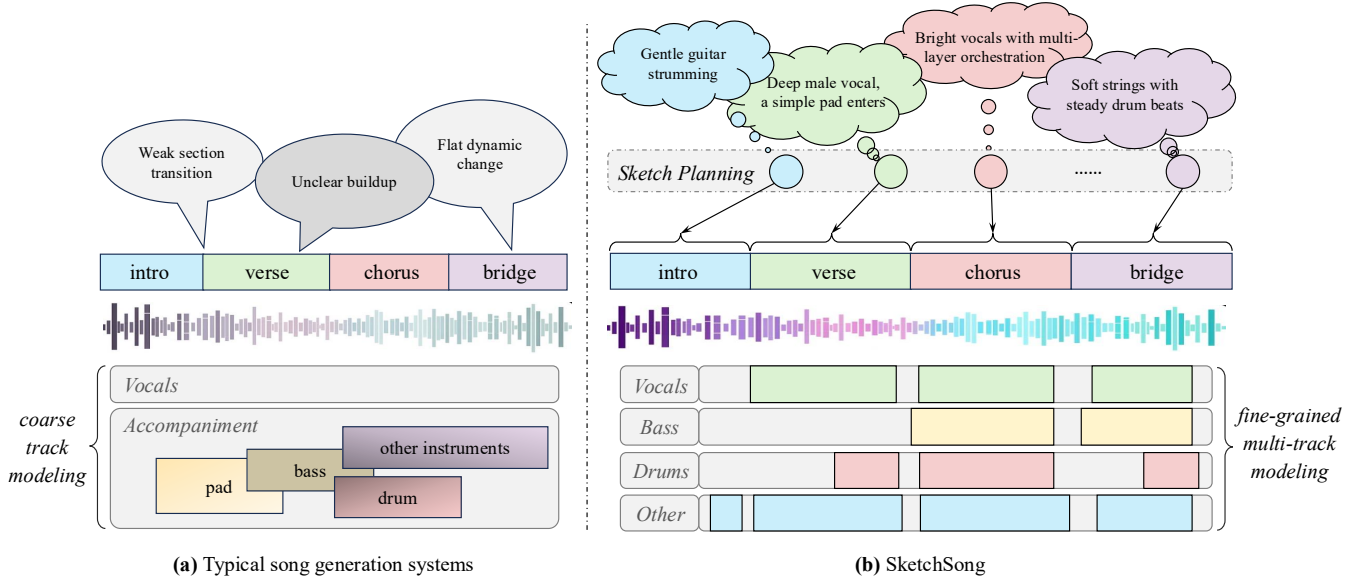 Weak section
transition
Unclear buildup
Flat dynamic
change
intro
verse
chorus
bridge
coarse
track
modeling
Vocals
Accompaniment
pad
bass
other instruments
drum
(a) Typical song generation systems
Gentle guitar
strumming
Deep male vocal,
a simple pad enters
Bright vocals with multi-
layer orchestration
Soft strings with
steady drum beats
Sketch Planning
......
intro
verse
chorus
bridge
Vocals
Bass
Drums
Other
fine-grained
multi-track
modeling
(b) SketchSong